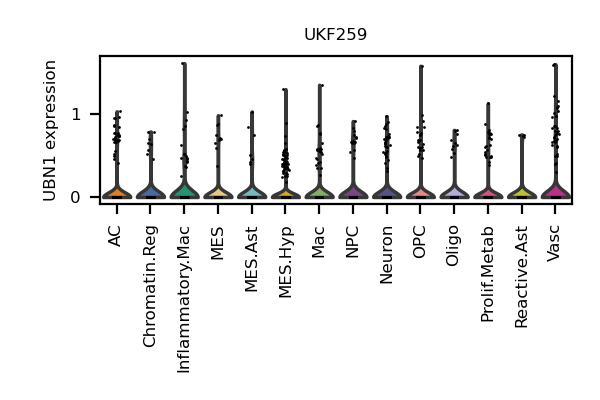 UKF259
UBN1 expression
1
0
AC
Chromatin.Reg
Inflammatory.Mac
MES
MES.Ast
MES.Hyp
Mac
NPC
Neuron
OPC
Oligo
Prolif.Metab
Reactive.Ast
Vasc